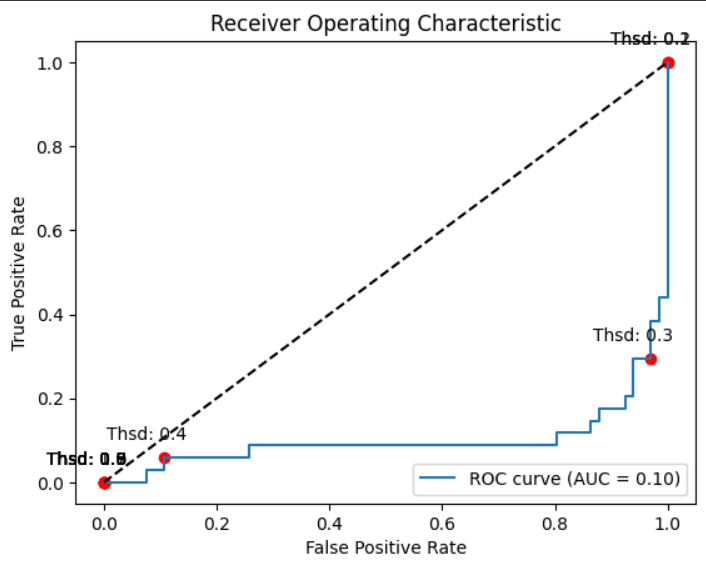 Receiver Operating Characteristic
Thsd:
1.0
0.8
0.6
0.4
0.2
0.0
True Positive Rate
Thsd: 0.3
Thsd: 0.4
Thsd:
ROC curve (AUC = 0.10)
0.0 0.2 0.4 0.6 0.8 1.0
False Positive Rate